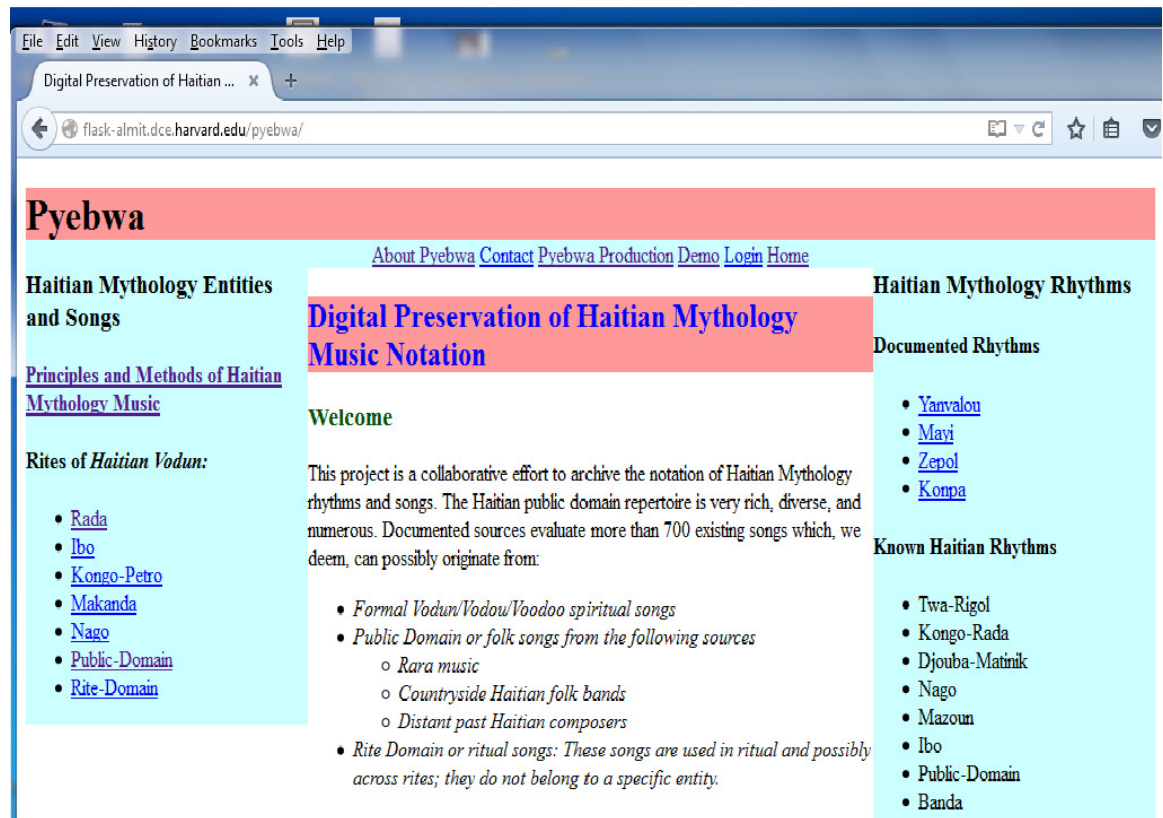 File Edit View History Bookmarks Tools Help
Digital Preservation of Haitian ... × +
flask-almit.dce.harvard.edu/pyebwa/
Pyebwa
About Pyebwa Contact Pyebwa Production Demo Login Home
Haitian Mythology Entities
and Songs
Principles and Methods of Haitian
Mythology Music
Rites of Haitian Vodun:
• Rada
• Ibo
• Kongo-Petro
• Makanda
• Nago
• Public-Domain
• Rite-Domain
Digital Preservation of Haitian Mythology
Music Notation
Welcome
This project is a collaborative effort to archive the notation of Haitian Mythology
rhythms and songs. The Haitian public domain repertoire is very rich, diverse, and
numerous. Documented sources evaluate more than 700 existing songs which, we
deem, can possibly originate from:
• Formal Vodun/Vodou/Voodoo spiritual songs
• Public Domain or folk songs from the following sources
○ Rara music
○ Countryside Haitian folk bands
○ Distant past Haitian composers
• Rite Domain or ritual songs: These songs are used in ritual and possibly
across rites; they do not belong to a specific entity.
Haitian Mythology Rhythms
Documented Rhythms
• Yanvalou
• Mayi
• Zepol
• Konpa
Known Haitian Rhythms
• Twa-Rigol
• Kongo-Rada
• Djouba-Matinik
• Nago
• Mazoun
• Ibo
• Public-Domain
• Banda